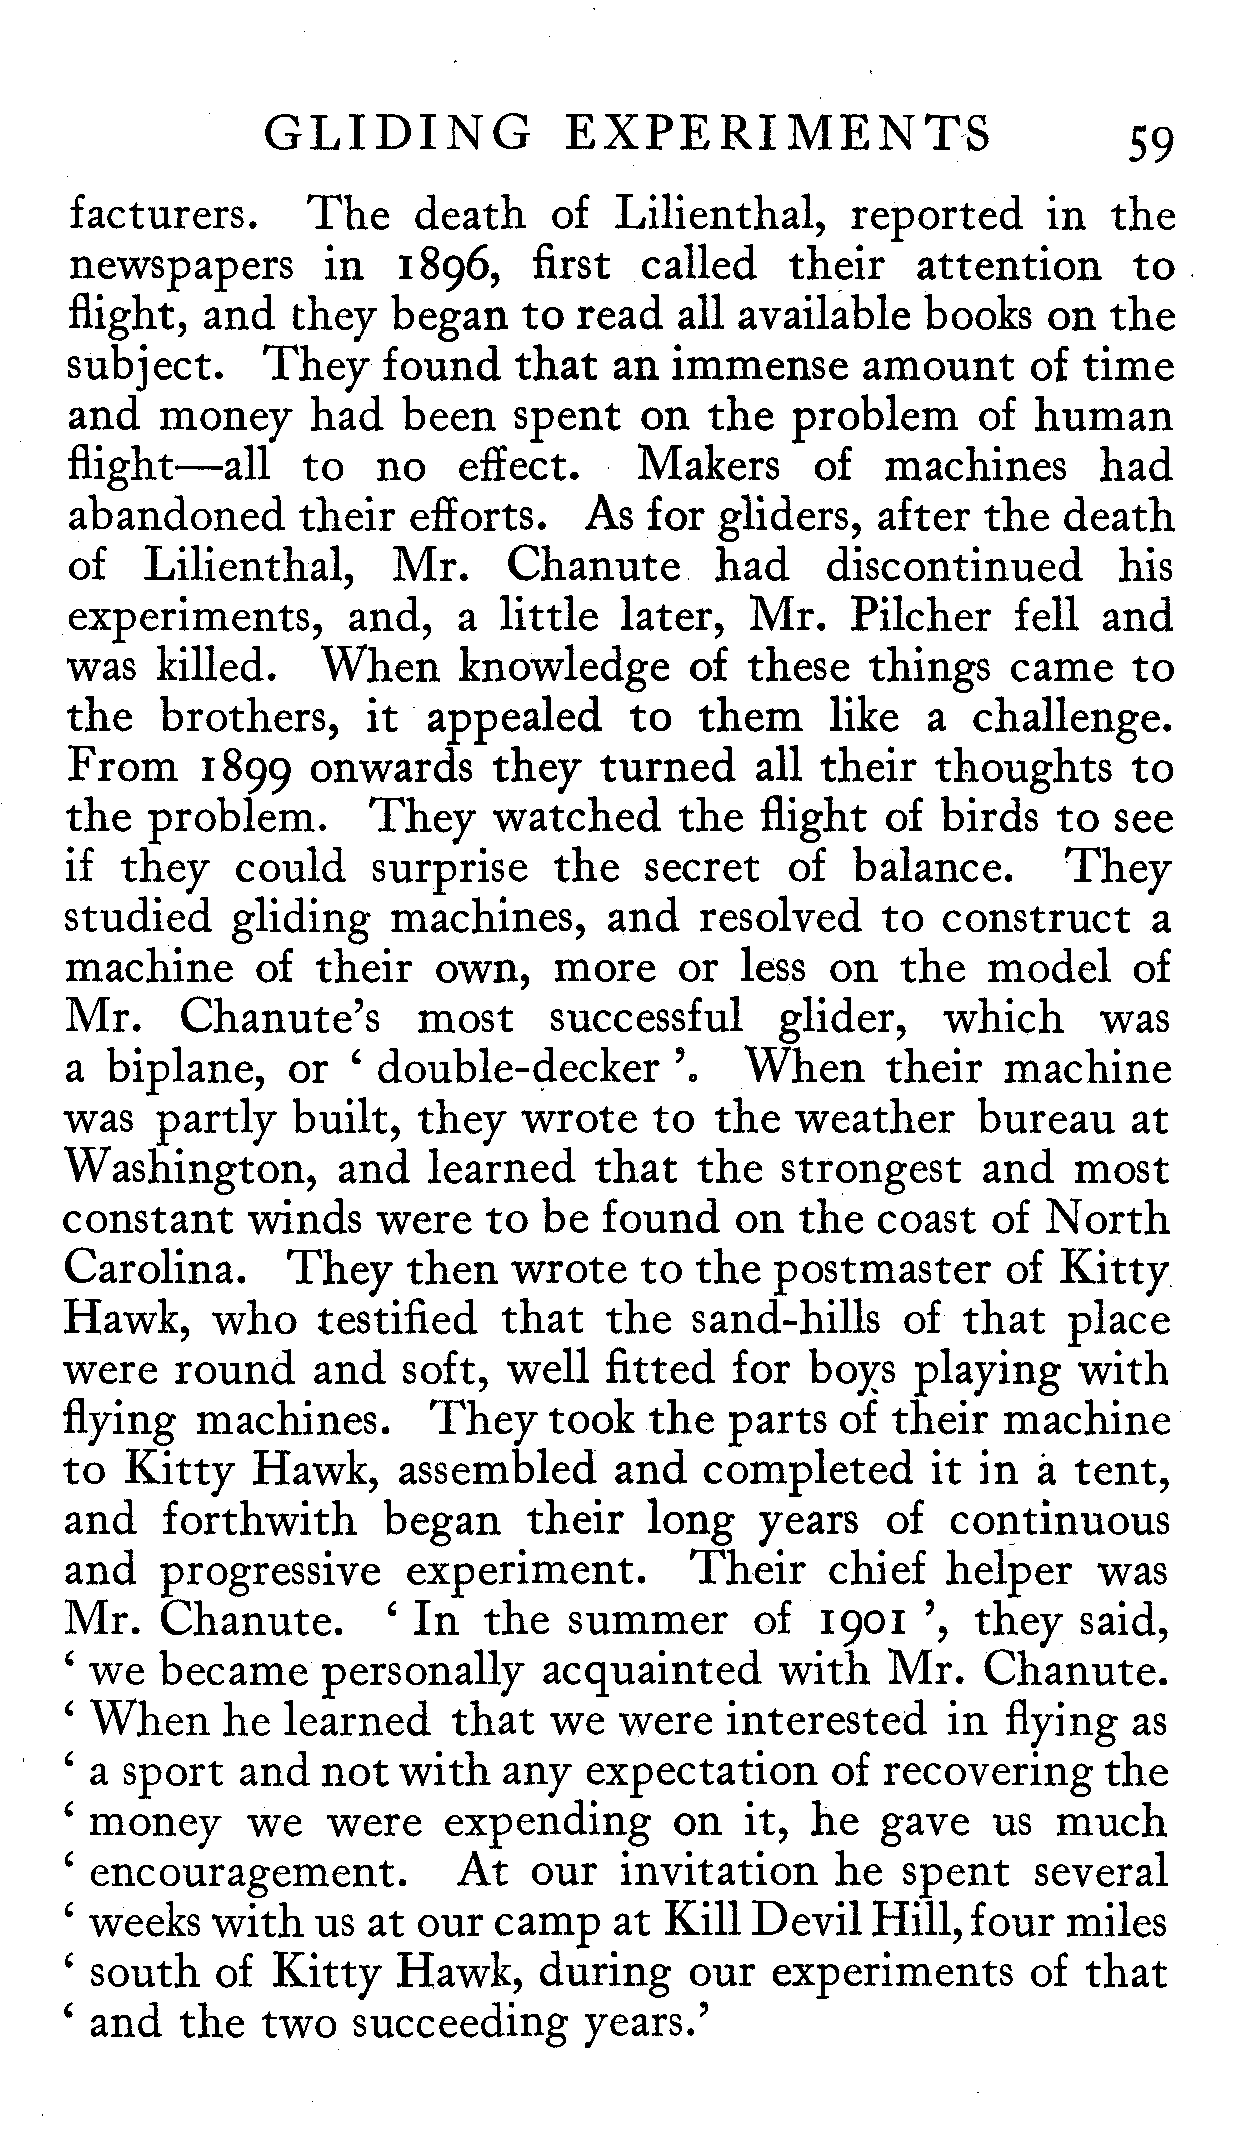 GLIDING EXPERIMENTS 59
facturers. The death of Lilienthal, reported in the
newspapers in 1896, first called their attention to
flight, and they began to read all available books on the
subject. They found that an immense amount of time
and money had been spent on the problem of human
flight—all to no effect. Makers of machines had
abandoned their efforts. As for gliders, after the death
of Lilienthal, Mr. Chanute had discontinued his
experiments, and, a little later, Mr. Pilcher fell and
was killed. When knowledge of these things came to
the brothers, it appealed to them like a challenge.
From 1899 onwards they turned all their thoughts to
the problem. They watched the flight of birds to see
if they could surprise the secret of balance. They
studied gliding machines, and resolved to construct a
machine of their own, more or less on the model of
Mr. Chanute's most successful glider, which was
a biplane, or ‘ double-decker ’. When their machine
was partly built, they wrote to the weather bureau at
Washington, and learned that the strongest and most
constant winds were to be found on the coast of North
Carolina. They then wrote to the postmaster of Kitty
Hawk, who testified that the sand-hills of that place
were round and soft, well fitted for boys playing with
flying machines. They took the parts of their machine
to Kitty Hawk, assembled and completed it in a tent,
and forthwith began their long years of continuous
and progressive experiment. Their chief helper was
Mr. Chanute. ‘ In the summer of 1901 ’, they said,
‘ we became personally acquainted with Mr. Chanute.
‘ When he learned that we were interested in flying as
‘ a sport and not with any expectation of recovering the
‘ money we were expending on it, he gave us much
‘ encouragement. At our invitation he spent several
‘ weeks with us at our camp at Kill Devil Hill, four miles
‘ south of Kitty Hawk, during our experiments of that
‘ and the two succeeding years.’